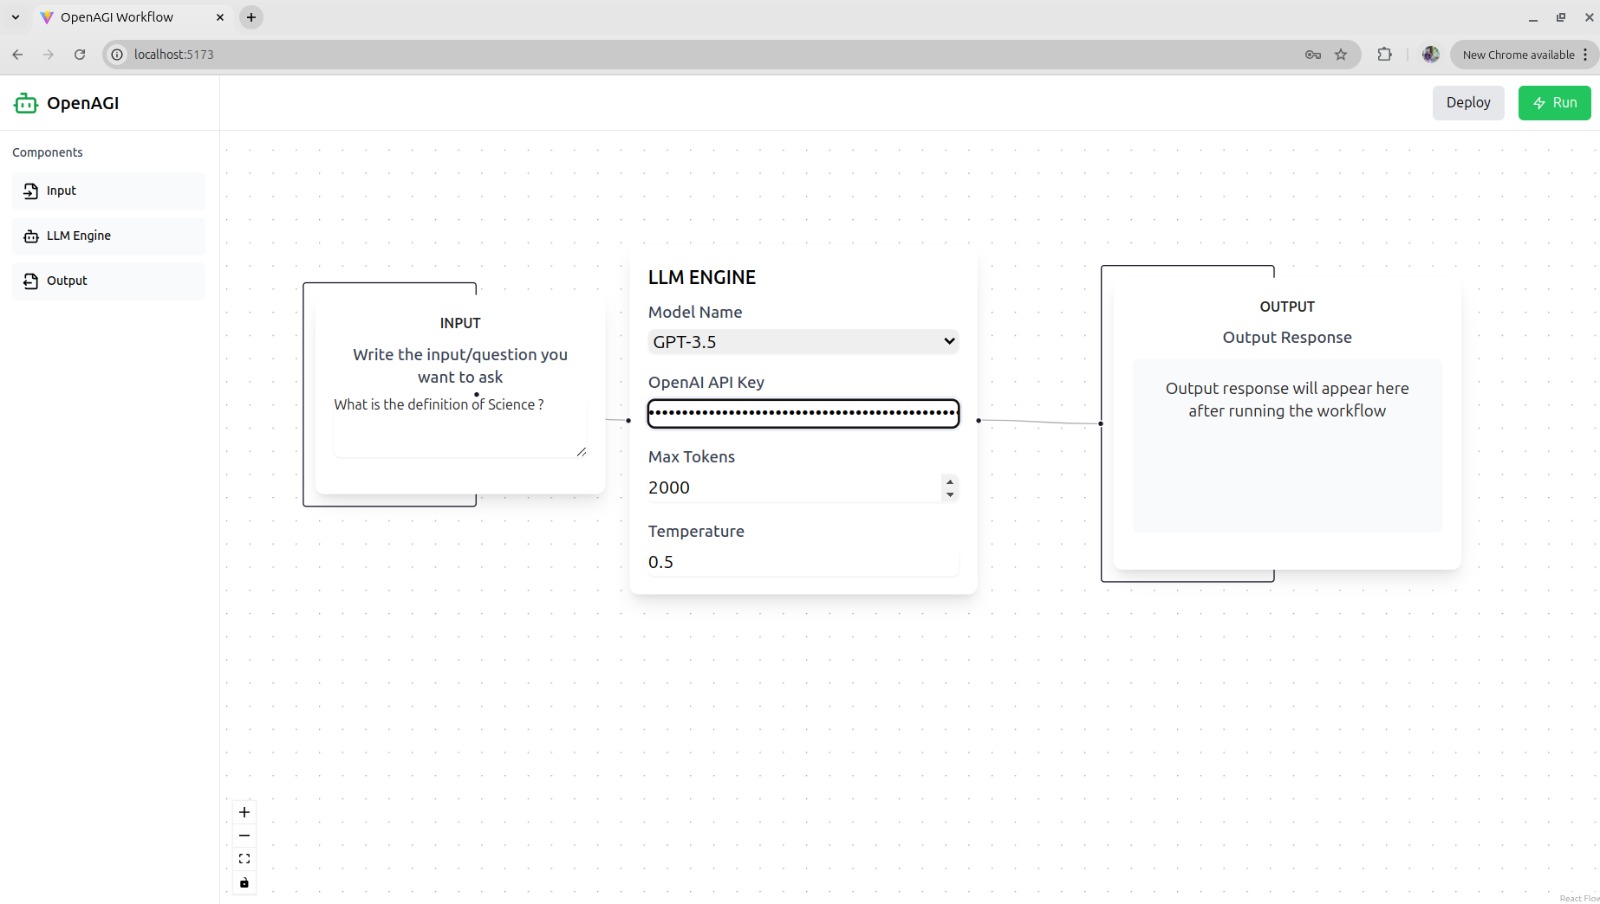 OpenAGI Workflow
localhost:5173
New Chrome available
OpenAGI
Deploy
Run
Components
Input
LLM Engine
Output
INPUT
Write the input/question you
want to ask
What is the definition of Science ?
LLM ENGINE
Model Name
GPT-3.5
OpenAI API Key
Max Tokens
2000
Temperature
0.5
OUTPUT
Output Response
Output response will appear here
after running the workflow
React Flow